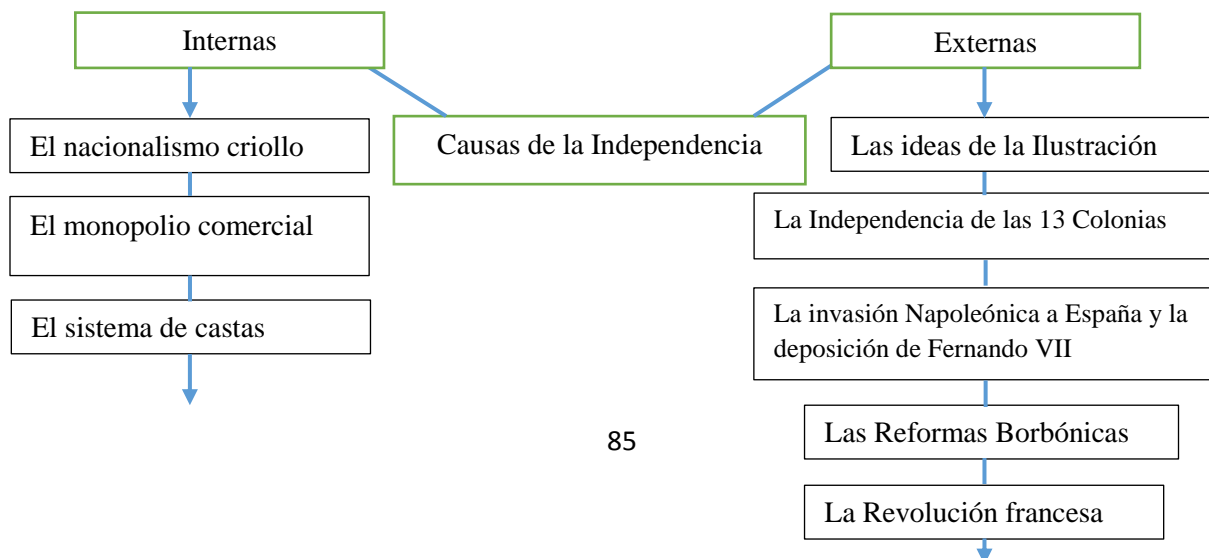 Internas
Externas
Causas de la Independencia
El nacionalismo criollo
El monopolio comercial
El sistema de castas
Las ideas de la Ilustración
La Independencia de las 13 Colonias
La invasión Napoleónica a España y la
deposición de Fernando VII
Las Reformas Borbónicas
La Revolución francesa
85